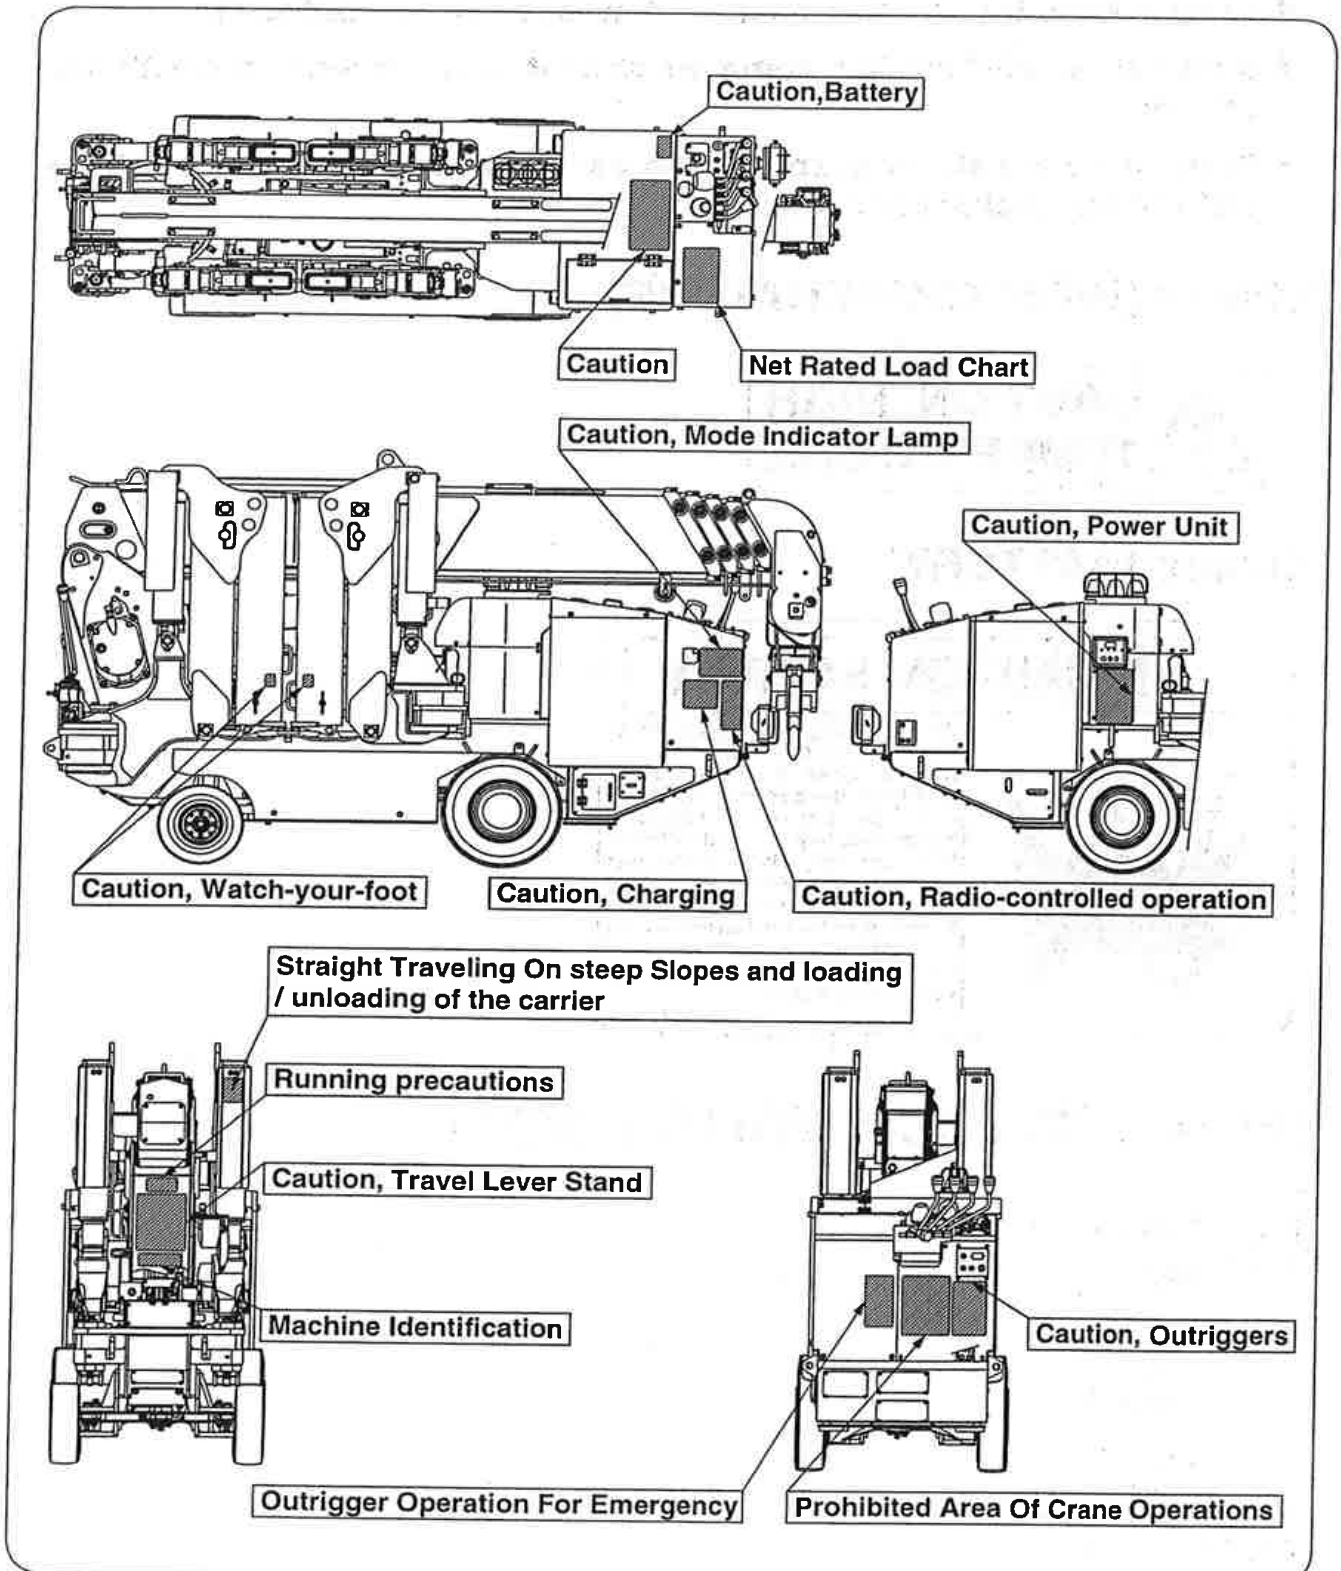 Caution,Battery
Caution
Net Rated Load Chart
Caution, Mode Indicator Lamp
Caution, Power Unit
Caution, Watch-your-foot
Caution, Charging
Caution, Radio-controlled operation
Straight Traveling On steep Slopes and loading
/ unloading of the carrier
Running precautions
Caution, Travel Lever Stand
Machine Identification
Caution, Outriggers
Outrigger Operation For Emergency
Prohibited Area Of Crane Operations